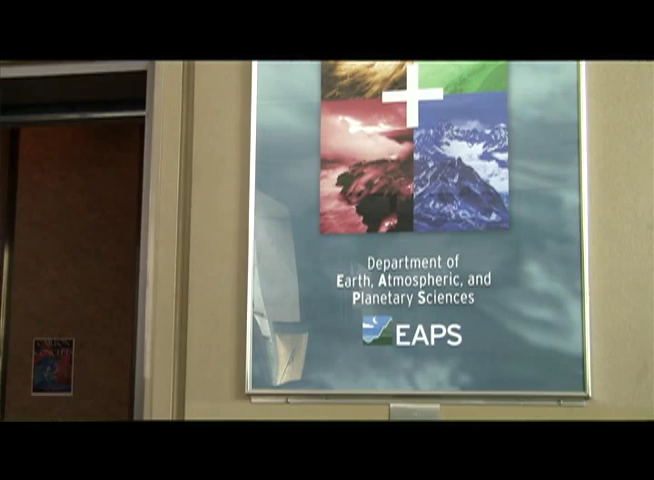 Department of
Earth, Atmospheric, and
Planetary Sciences
EAPS